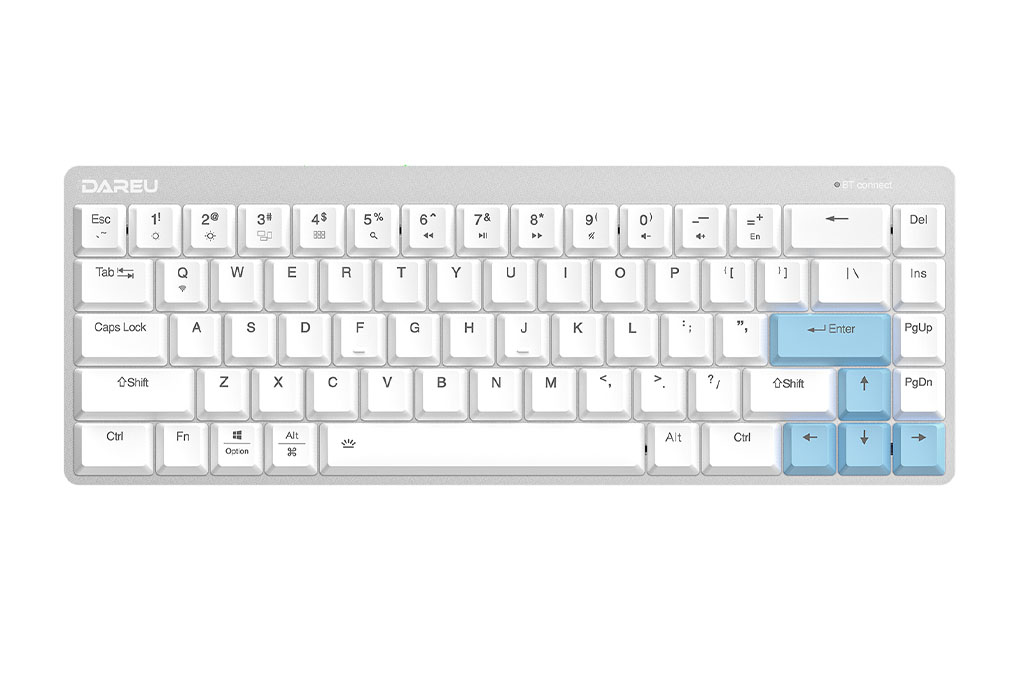 DAREU
BT connect
Esc 1! 2@ 3# 4$ 5% 6^ 7& 8* 9( 0) -— =+ ← Del
、~ En
Tab Q W E R T Y U I O P {[ }] |\ Ins
Caps Lock A S D F G H J K L :; ”, ↵ Enter PgUp
⇧Shift Z X C V B N M <, >. ?/ ⇧Shift ↑ PgDn
Ctrl Fn Alt Alt Ctrl ← ↓ →
Option ⌘